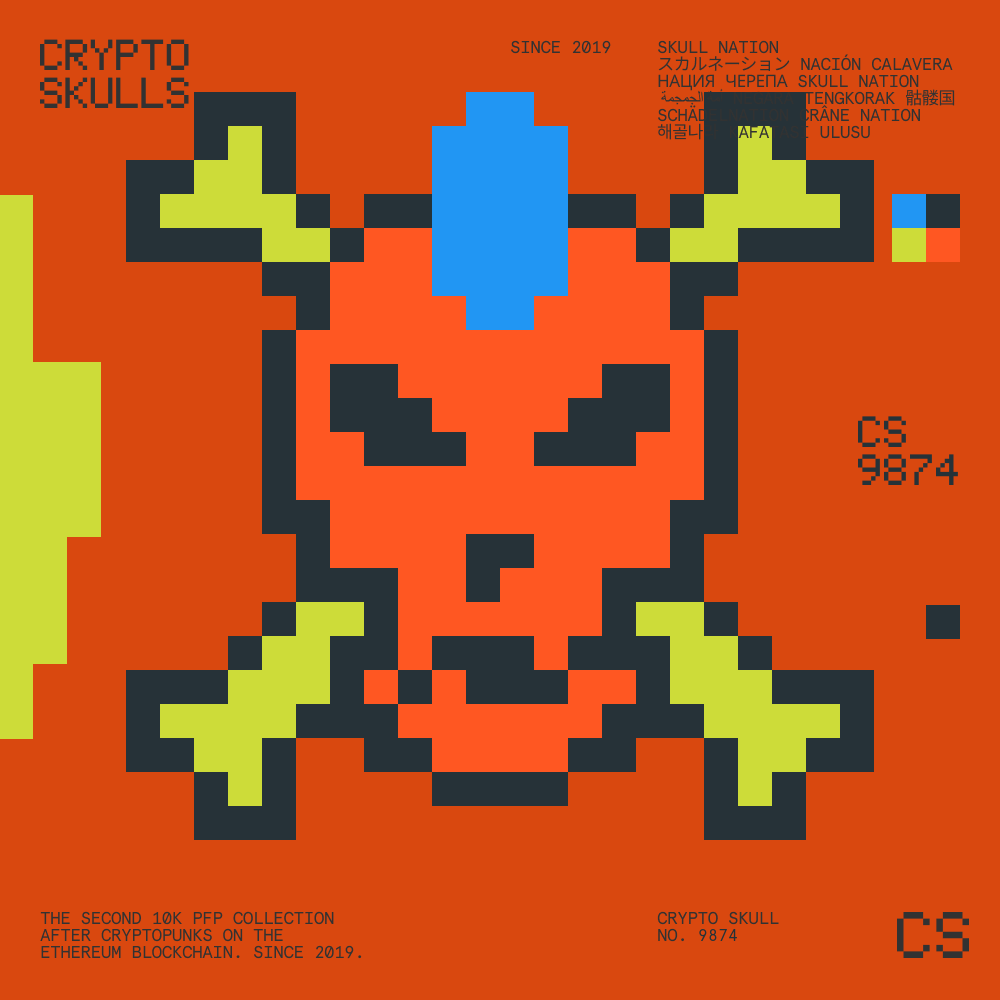 CRYPTO
SKULLS
SINCE 2019
SKULL NATION
スカルネーション NACIÓN CALAVERA
НАЦИЯ ЧЕРЕПА SKULL NATION
TENGKORAK 骷髅国
CRÂNE NATION
해골 ULUSU
CS
9874
THE SECOND 10K PFP COLLECTION
AFTER CRYPTOPUNKS ON THE
ETHEREUM BLOCKCHAIN. SINCE 2019.
CRYPTO SKULL
NO. 9874
CS